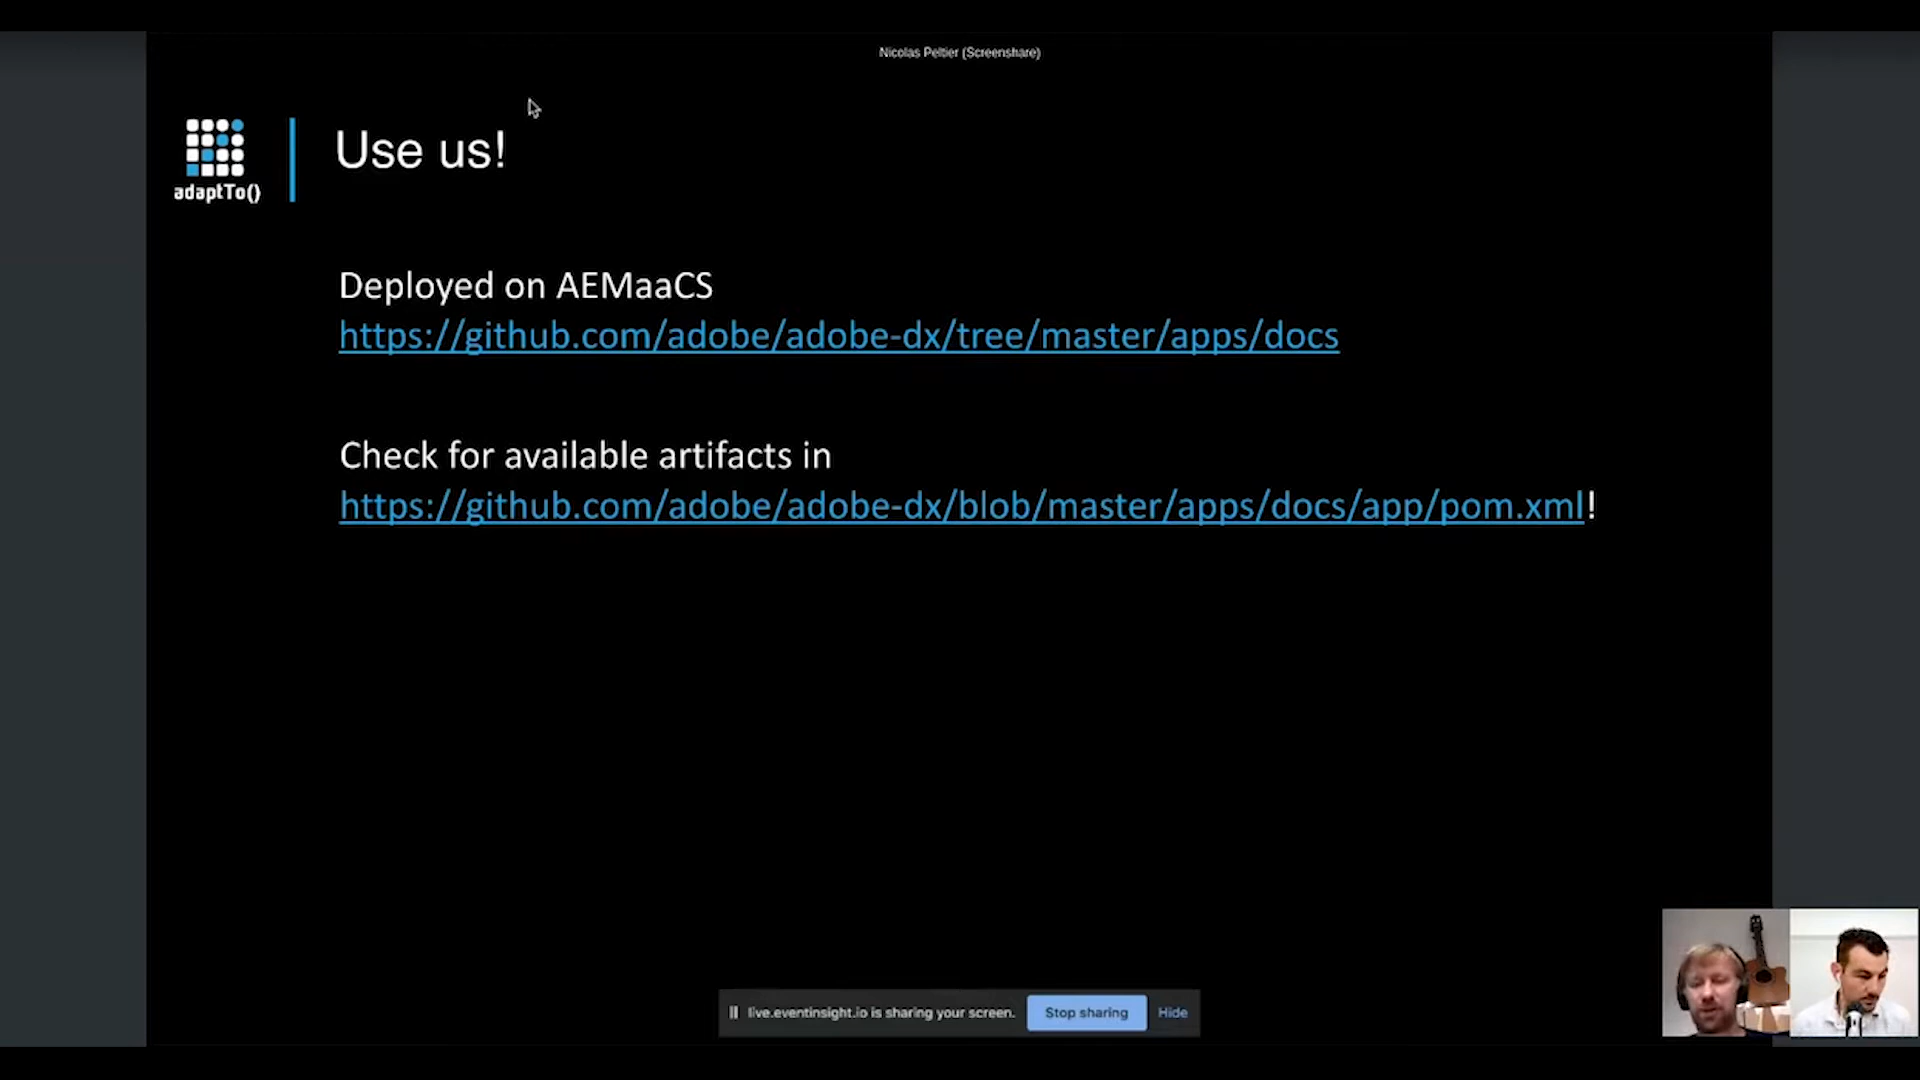 Nicolas Peltier (Screenshare)
adaptTo()
Use us!
Deployed on AEMaaCS
https://github.com/adobe/adobe-dx/tree/master/apps/docs
Check for available artifacts in
https://github.com/adobe/adobe-dx/blob/master/apps/docs/app/pom.xml!
live.eventinsight.io is sharing your screen. Stop sharing Hide